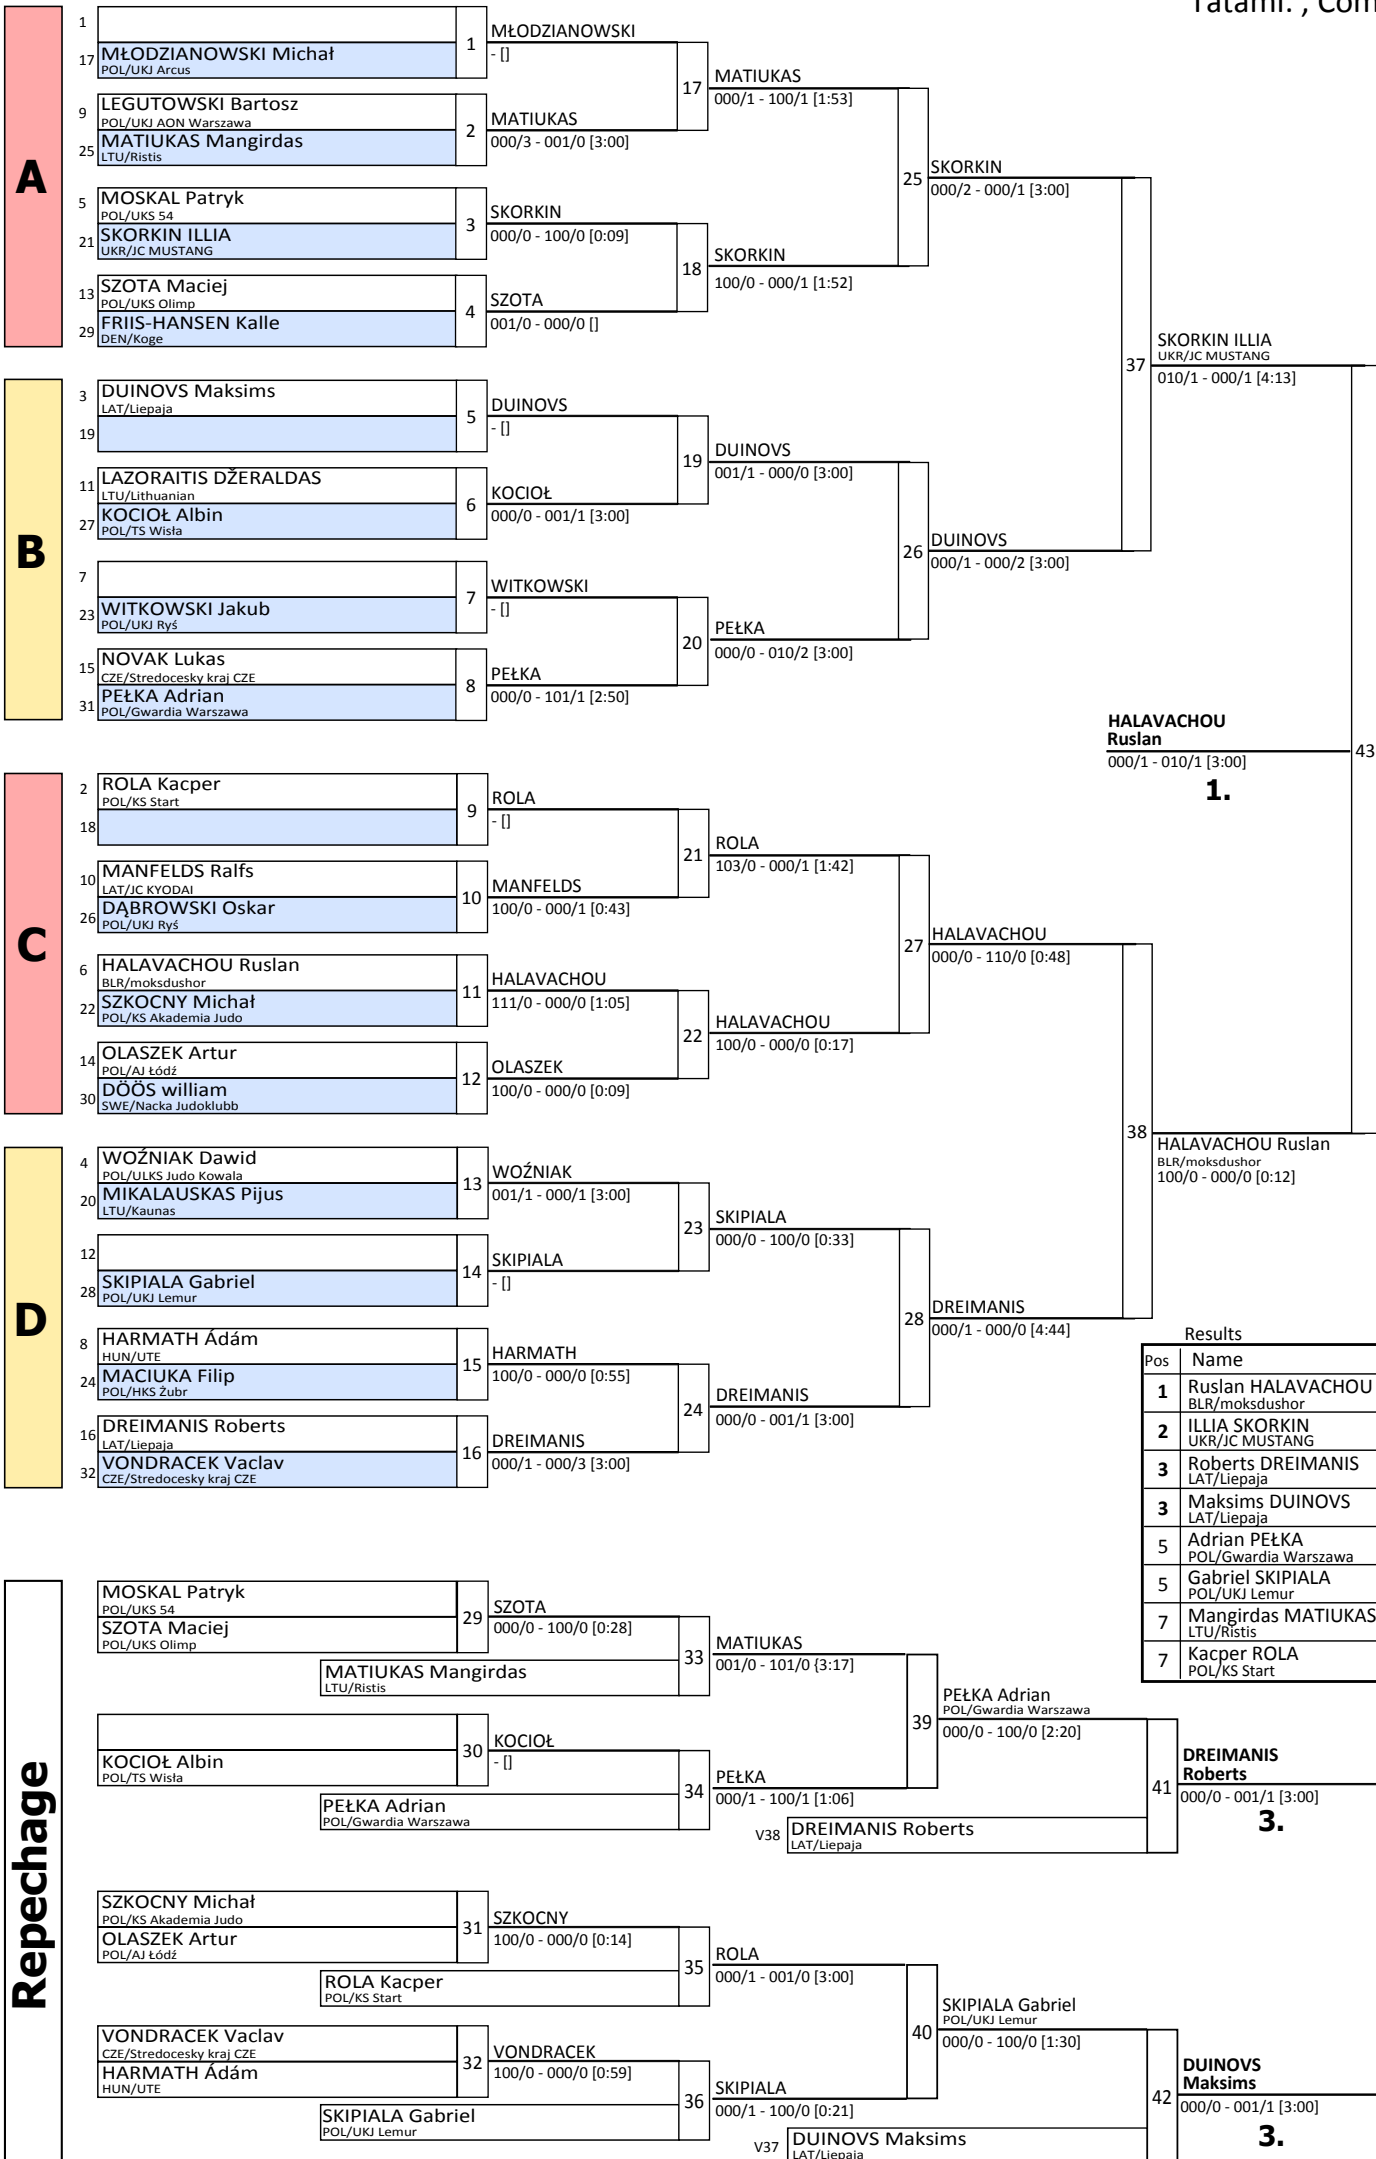 Tatami: , Com
A
1
17 MŁODZIANOWSKI Michał
POL/UKJ Arcus
1
MŁODZIANOWSKI
- []
9 LEGUTOWSKI Bartosz
POL/UKJ AON Warszawa
25 MATIUKAS Mangirdas
LTU/Ristis
2
MATIUKAS
000/3 - 001/0 [3:00]
17
MATIUKAS
000/1 - 100/1 [1:53]
5 MOSKAL Patryk
POL/UKS 54
21 SKORKIN ILLIA
UKR/JC MUSTANG
3
SKORKIN
000/0 - 100/0 [0:09]
13 SZOTA Maciej
POL/UKS Olimp
29 FRIIS-HANSEN Kalle
DEN/Koge
4
SZOTA
001/0 - 000/0 []
18
SKORKIN
100/0 - 000/1 [1:52]
25
SKORKIN
000/2 - 000/1 [3:00]
B
3 DUINOVS Maksims
LAT/Liepaja
19
5
DUINOVS
- []
11 LAZORAITIS DŽERALDAS
LTU/Lithuanian
27 KOCIOŁ Albin
POL/TS Wisła
6
KOCIOŁ
000/0 - 001/1 [3:00]
19
DUINOVS
001/1 - 000/0 [3:00]
7
23 WITKOWSKI Jakub
POL/UKJ Ryś
7
WITKOWSKI
- []
15 NOVAK Lukas
CZE/Stredocesky kraj CZE
31 PEŁKA Adrian
POL/Gwardia Warszawa
8
PEŁKA
000/0 - 101/1 [2:50]
20
PEŁKA
000/0 - 010/2 [3:00]
26
DUINOVS
000/1 - 000/2 [3:00]
37
SKORKIN ILLIA
UKR/JC MUSTANG
010/1 - 000/1 [4:13]
HALAVACHOU
Ruslan
000/1 - 010/1 [3:00]
1.
43
C
2 ROLA Kacper
POL/KS Start
18
9
ROLA
- []
10 MANFELDS Ralfs
LAT/JC KYODAI
26 DĄBROWSKI Oskar
POL/UKJ Ryś
10
MANFELDS
100/0 - 000/1 [0:43]
21
ROLA
103/0 - 000/1 [1:42]
6 HALAVACHOU Ruslan
BLR/moksdushor
22 SZKOCNY Michał
POL/KS Akademia Judo
11
HALAVACHOU
111/0 - 000/0 [1:05]
14 OLASZEK Artur
POL/AJ Łódź
30 DÖÖS william
SWE/Nacka Judoklubb
12
OLASZEK
100/0 - 000/0 [0:09]
22
HALAVACHOU
100/0 - 000/0 [0:17]
27
HALAVACHOU
000/0 - 110/0 [0:48]
D
4 WOŹNIAK Dawid
POL/ULKS Judo Kowala
20 MIKALAUSKAS Pijus
LTU/Kaunas
13
WOŹNIAK
001/1 - 000/1 [3:00]
12
28 SKIPIALA Gabriel
POL/UKJ Lemur
14
SKIPIALA
- []
23
SKIPIALA
000/0 - 100/0 [0:33]
8 HARMATH Ádám
HUN/UTE
24 MACIUKA Filip
POL/HKS Żubr
15
HARMATH
100/0 - 000/0 [0:55]
16 DREIMANIS Roberts
LAT/Liepaja
32 VONDRACEK Vaclav
CZE/Stredocesky kraj CZE
16
DREIMANIS
000/1 - 000/3 [3:00]
24
DREIMANIS
000/0 - 001/1 [3:00]
28
DREIMANIS
000/1 - 000/0 [4:44]
38
HALAVACHOU Ruslan
BLR/moksdushor
100/0 - 000/0 [0:12]
Results
Pos Name
1 Ruslan HALAVACHOU
BLR/moksdushor
2 ILLIA SKORKIN
UKR/JC MUSTANG
3 Roberts DREIMANIS
LAT/Liepaja
3 Maksims DUINOVS
LAT/Liepaja
5 Adrian PEŁKA
POL/Gwardia Warszawa
5 Gabriel SKIPIALA
POL/UKJ Lemur
7 Mangirdas MATIUKAS
LTU/Ristis
7 Kacper ROLA
POL/KS Start
Repechage
MOSKAL Patryk
POL/UKS 54
SZOTA Maciej
POL/UKS Olimp
29
SZOTA
000/0 - 100/0 [0:28]
MATIUKAS Mangirdas
LTU/Ristis
33
MATIUKAS
001/0 - 101/0 {3:17]
KOCIOŁ Albin
POL/TS Wisła
30
KOCIOŁ
- []
PEŁKA Adrian
POL/Gwardia Warszawa
34
PEŁKA
000/1 - 100/1 [1:06]
39
PEŁKA Adrian
POL/Gwardia Warszawa
000/0 - 100/0 [2:20]
V38 DREIMANIS Roberts
LAT/Liepaja
41
DREIMANIS
Roberts
000/0 - 001/1 [3:00]
3.
SZKOCNY Michał
POL/KS Akademia Judo
OLASZEK Artur
POL/AJ Łódź
31
SZKOCNY
100/0 - 000/0 [0:14]
ROLA Kacper
POL/KS Start
35
ROLA
000/1 - 001/0 [3:00]
VONDRACEK Vaclav
CZE/Stredocesky kraj CZE
HARMATH Ádám
HUN/UTE
32
VONDRACEK
100/0 - 000/0 [0:59]
SKIPIALA Gabriel
POL/UKJ Lemur
36
SKIPIALA
000/1 - 100/0 [0:21]
40
SKIPIALA Gabriel
POL/UKJ Lemur
000/0 - 100/0 [1:30]
V37 DUINOVS Maksims
LAT/Liepaja
42
DUINOVS
Maksims
000/0 - 001/1 [3:00]
3.